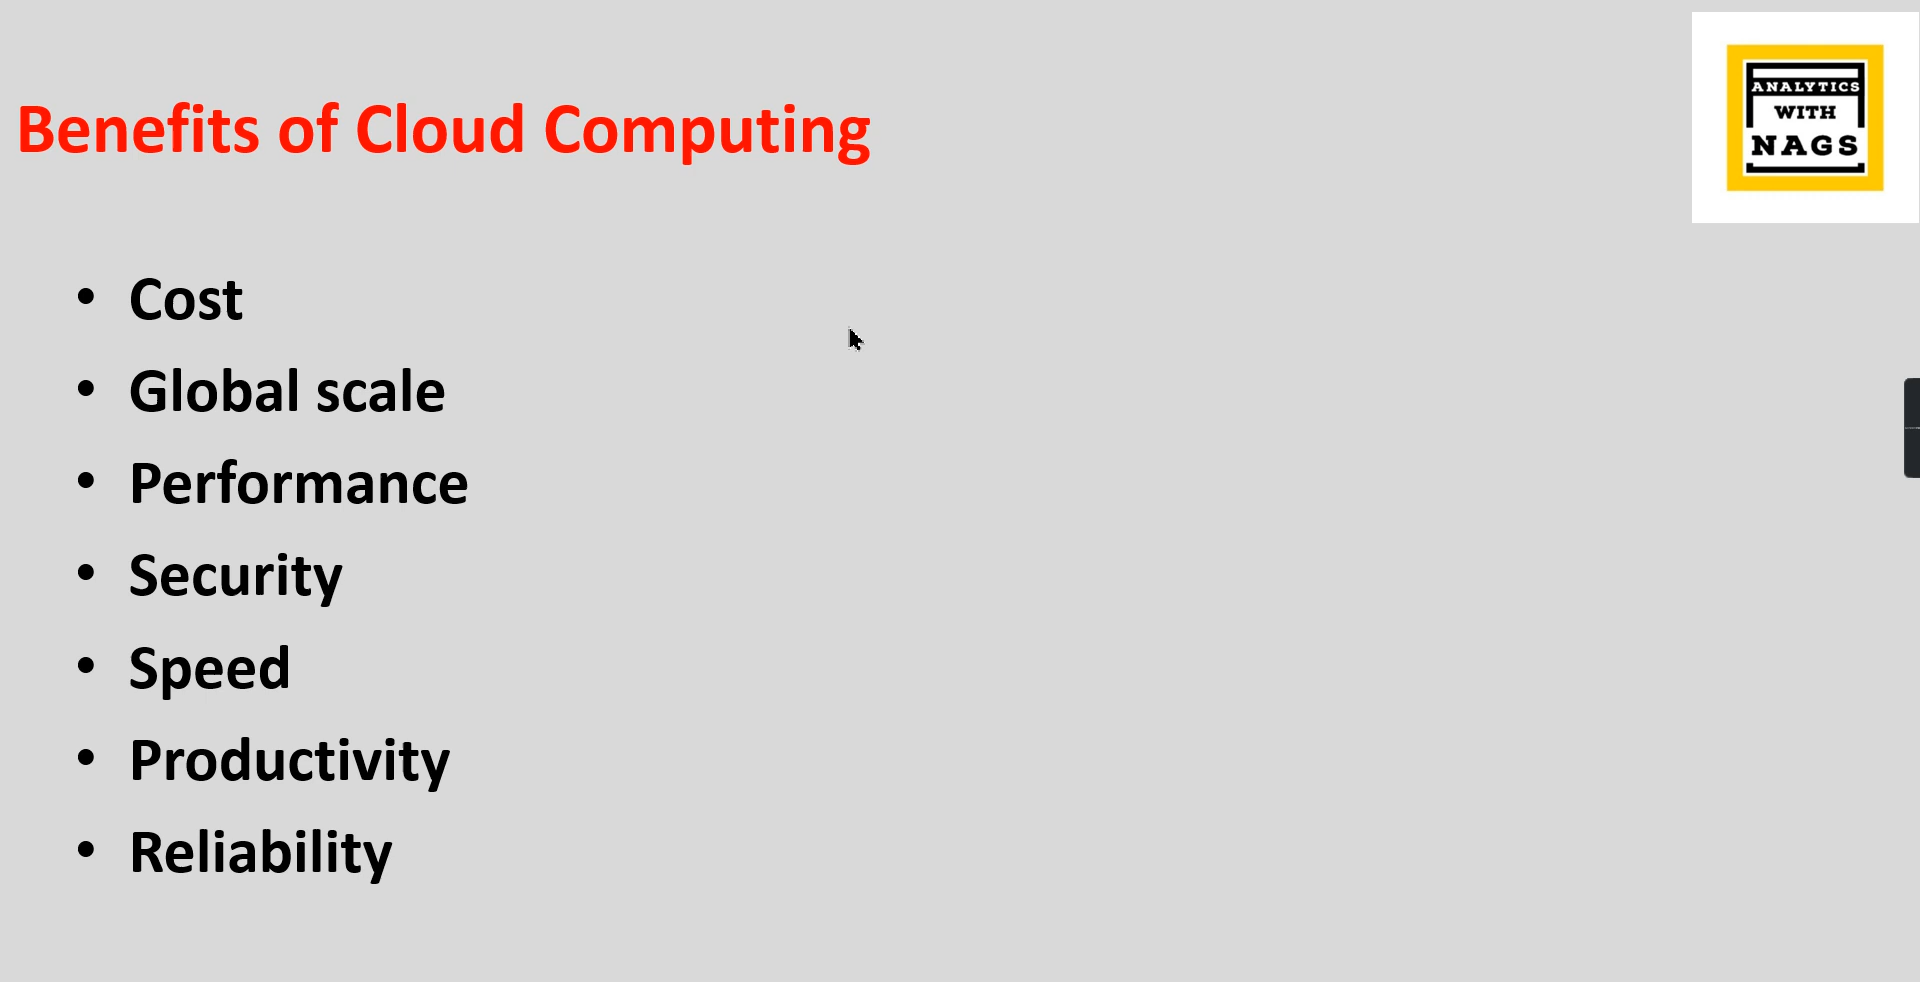 Benefits of Cloud Computing
ANALYTICS
WITH
NAGS
• Cost
• Global scale
• Performance
• Security
• Speed
• Productivity
• Reliability